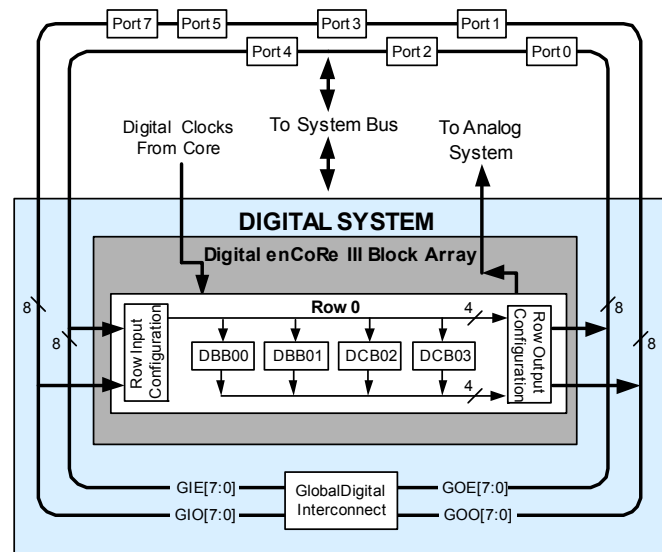 Port 7
Port 5
Port 3
Port 1
Port 4
Port 2
Port 0
Digital Clocks
From Core
To System Bus
To Analog
System
DIGITAL SYSTEM
Digital enCoRe III Block Array
Row 0
Row Input
Configuration
DBB00
DBB01
DCB02
DCB03
4
4
Row Output
Configuration
8
8
8
8
GIE[7:0]
GIO[7:0]
GlobalDigital
Interconnect
GOE[7:0]
GOO[7:0]